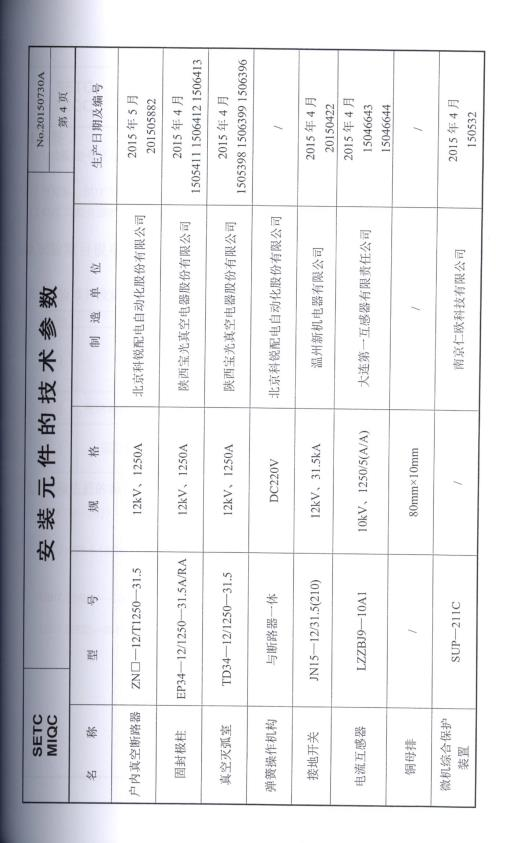 SETC
MIQC
安装元件的技术参数
No.20150730A
第 4 页
名 称 型 号 规 格 制 造 单 位 生产日期及编号
户内真空断路器 ZN□—12/T1250—31.5 12kV、1250A 北京科锐配电自动化股份有限公司 2015 年 5 月
201505882
固封极柱 EP34—12/1250—31.5A/RA 12kV、1250A 陕西宝光真空电器股份有限公司 2015 年 4 月
1505411 1506412 1506413
真空灭弧室 TD34—12/1250—31.5 12kV、1250A 陕西宝光真空电器股份有限公司 2015 年 4 月
1505398 1506399 1506396
弹簧操作机构 与断路器一体 DC220V 北京科锐配电自动化股份有限公司 /
接地开关 JN15—12/31.5(210) 12kV、31.5kA 温州新机电器有限公司 2015 年 4 月
20150422
电流互感器 LZZBJ9—10A1 10kV、1250/5(A/A) 大连第一互感器有限责任公司 2015 年 4 月
15046643
15046644
铜母排 / 80mm×10mm / /
微机综合保护
装置 SUP—211C / 南京仁欧科技有限公司 2015 年 4 月
150532